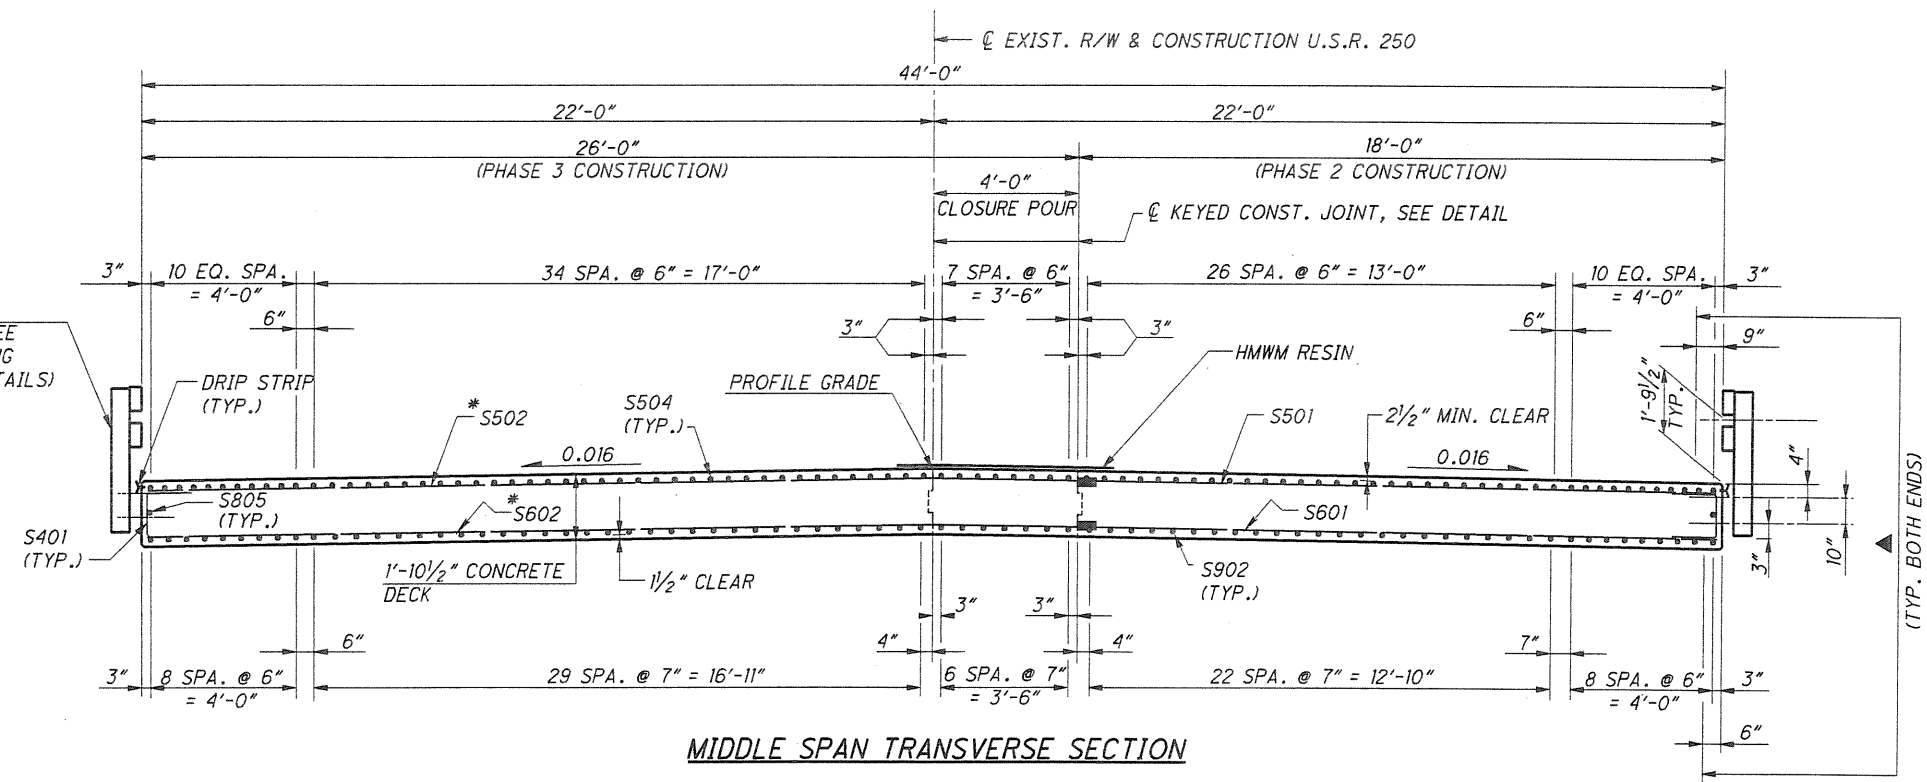 ℄ EXIST. R/W & CONSTRUCTION U.S.R. 250
44'-0"
22'-0" 22'-0"
26'-0" 18'-0"
(PHASE 3 CONSTRUCTION) (PHASE 2 CONSTRUCTION)
4'-0"
CLOSURE POUR
℄ KEYED CONST. JOINT, SEE DETAIL
3" 10 EQ. SPA. 34 SPA. @ 6" = 17'-0" 7 SPA. @ 6" 26 SPA. @ 6" = 13'-0" 10 EQ. SPA. 3"
= 4'-0" = 3'-6" = 4'-0"
6" 3" 3" 6" 9"
EE
NG
TAILS)
DRIP STRIP
(TYP.)
* S502
S504
(TYP.)
PROFILE GRADE
HMWM RESIN
S501
2½" MIN. CLEAR
1'-9½"
TYP.
0.016 0.016
4"
S805
(TYP.)
* S602
S601
S401
(TYP.)
1'-10½" CONCRETE
DECK
1½" CLEAR
S902
(TYP.)
3"
10"
(TYP. BOTH ENDS)
3" 3"
6" 4" 4" 7"
3" 8 SPA. @ 6" 29 SPA. @ 7" = 16'-11" 6 SPA. @ 7" 22 SPA. @ 7" = 12'-10" 8 SPA. @ 6" 3"
= 4'-0" = 3'-6" = 4'-0"
6"
MIDDLE SPAN TRANSVERSE SECTION